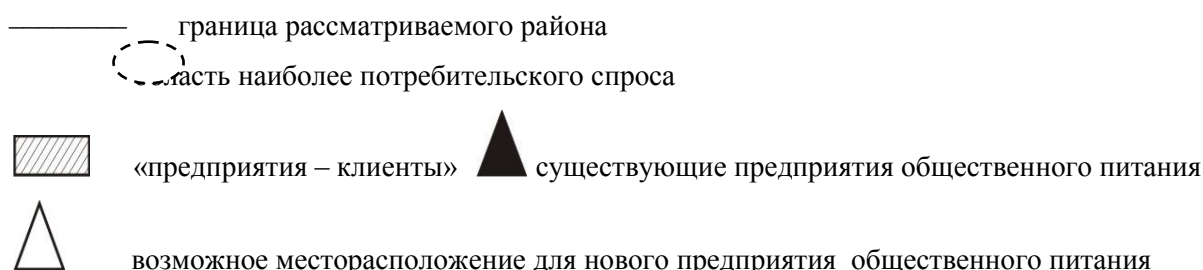 граница рассматриваемого района
ласть наиболее потребительского спроса
«предприятия – клиенты» существующие предприятия общественного питания
возможное месторасположение для нового предприятия общественного питания